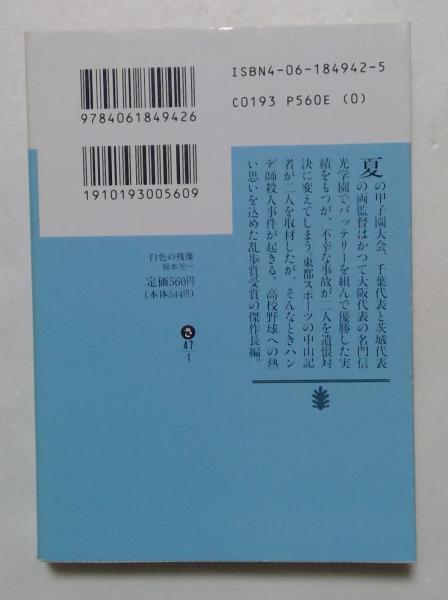 ISBN4-06-184942-5
C0193 P560E (0)
9784061849426
1910193005609
夏の甲子園大会、千葉代表と茨城代表
の両監督はかつて大阪代表の名門信
光学園でバッテリーを組んで優勝した実
績をもつが、不幸な事故が二人を遺恨対
決に変えてしまう。東都スポーツの中山記
者が二人を取材したが、そんなときハン
デ師殺人事件が起きる。高校野球への熱
い思いを込めた乱歩賞受賞の傑作長編。
白色の残像
坂本光一
定価560円
(本体544円)
さ
47
1